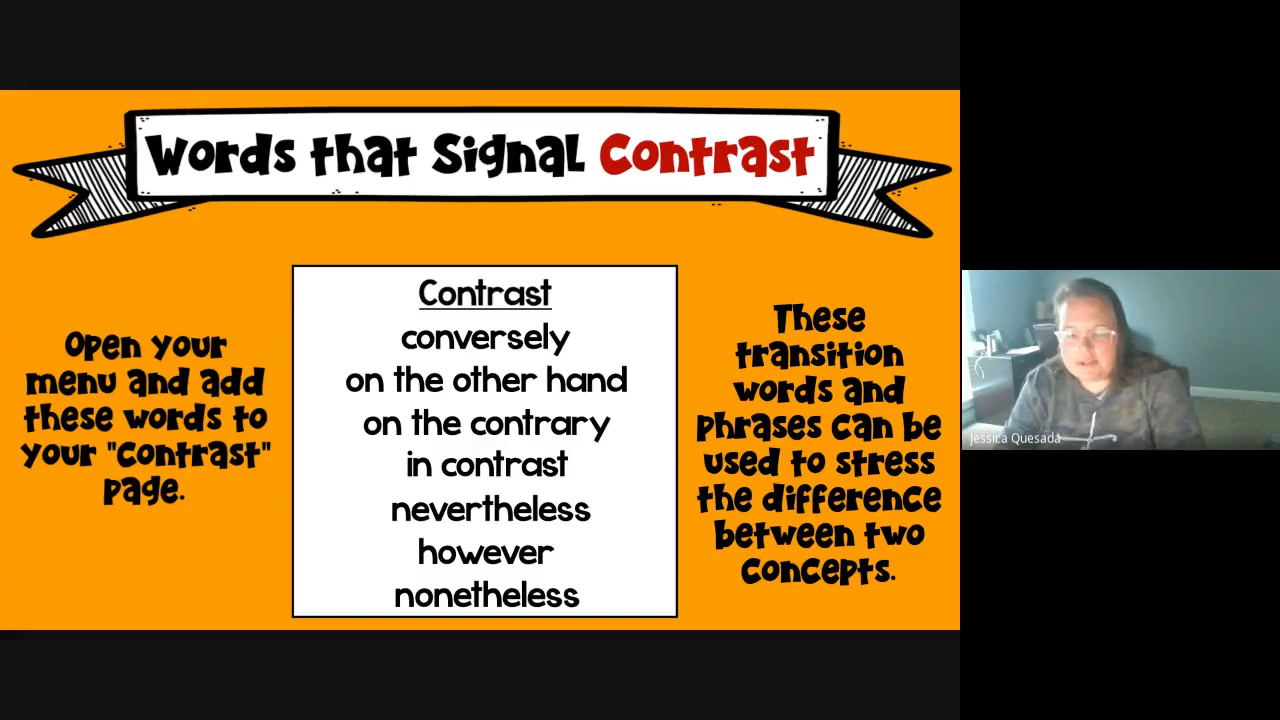 Words that Signal Contrast
Open your
menu and add
these words to
your "Contrast"
page.
Contrast
conversely
on the other hand
on the contrary
in contrast
nevertheless
however
nonetheless
These
transition
words and
phrases can be
used to stress
the difference
between two
concepts.
Jessica Quesada